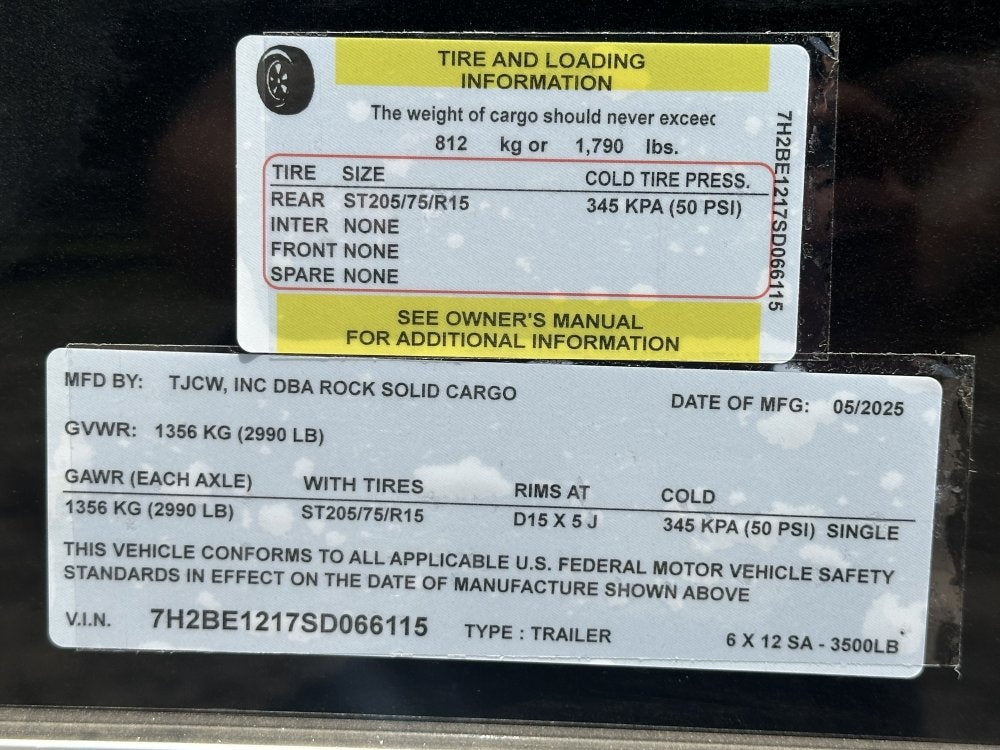 TIRE AND LOADING
INFORMATION
The weight of cargo should never exceed
812 kg or 1,790 lbs.
TIRE SIZE COLD TIRE PRESS.
REAR ST205/75/R15 345 KPA (50 PSI)
INTER NONE
FRONT NONE
SPARE NONE
SEE OWNER'S MANUAL
FOR ADDITIONAL INFORMATION
7H2BE1217SD066115
MFD BY: TJCW, INC DBA ROCK SOLID CARGO DATE OF MFG: 05/2025
GVWR: 1356 KG (2990 LB)
GAWR (EACH AXLE) WITH TIRES RIMS AT COLD
1356 KG (2990 LB) ST205/75/R15 D15 X 5 J 345 KPA (50 PSI) SINGLE
THIS VEHICLE CONFORMS TO ALL APPLICABLE U.S. FEDERAL MOTOR VEHICLE SAFETY
STANDARDS IN EFFECT ON THE DATE OF MANUFACTURE SHOWN ABOVE
V.I.N. 7H2BE1217SD066115 TYPE : TRAILER 6 X 12 SA - 3500LB